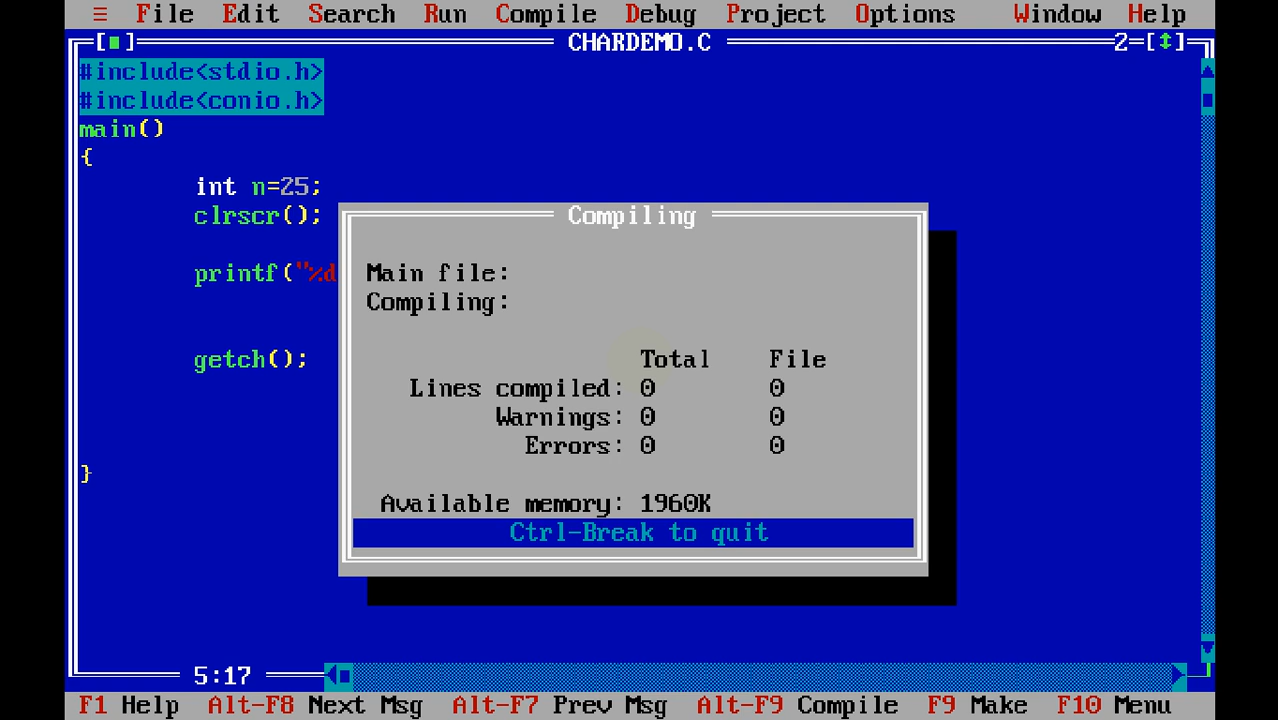 ≡ File Edit Search Run Compile Debug Project Options Window Help
[■] CHARDEMO.C 2=[↕]
#include<stdio.h>
#include<conio.h>
main()
{
int n=25;
clrscr();
printf("%d
getch();
}
Compiling
Main file:
Compiling:
Total File
Lines compiled: 0 0
Warnings: 0 0
Errors: 0 0
Available memory: 1960K
Ctrl-Break to quit
5:17
F1 Help Alt-F8 Next Msg Alt-F7 Prev Msg Alt-F9 Compile F9 Make F10 Menu